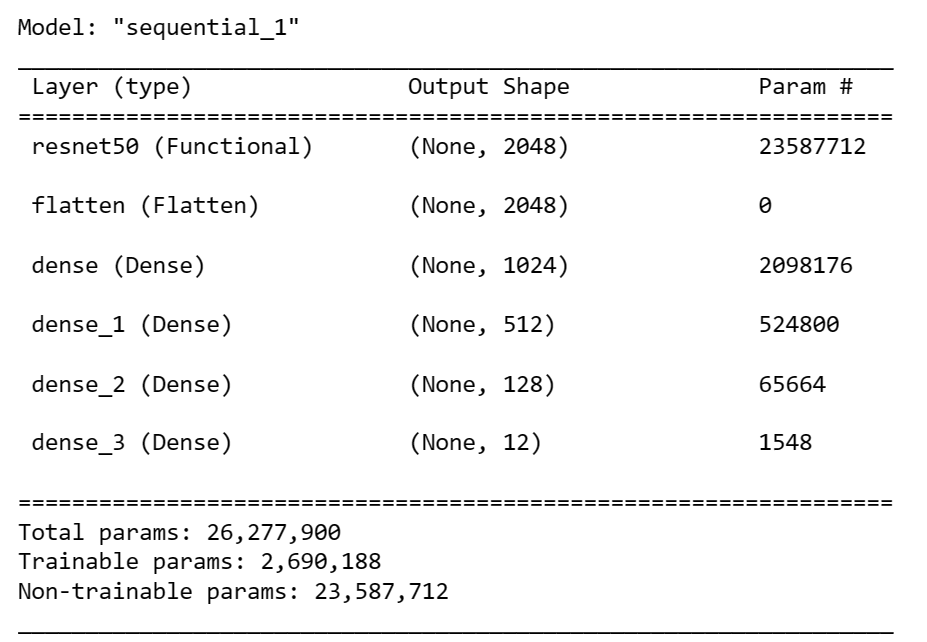 Model: "sequential_1"
_________________________________________________________________
Layer (type) Output Shape Param #
=================================================================
resnet50 (Functional) (None, 2048) 23587712
flatten (Flatten) (None, 2048) 0
dense (Dense) (None, 1024) 2098176
dense_1 (Dense) (None, 512) 524800
dense_2 (Dense) (None, 128) 65664
dense_3 (Dense) (None, 12) 1548
=================================================================
Total params: 26,277,900
Trainable params: 2,690,188
Non-trainable params: 23,587,712
_________________________________________________________________